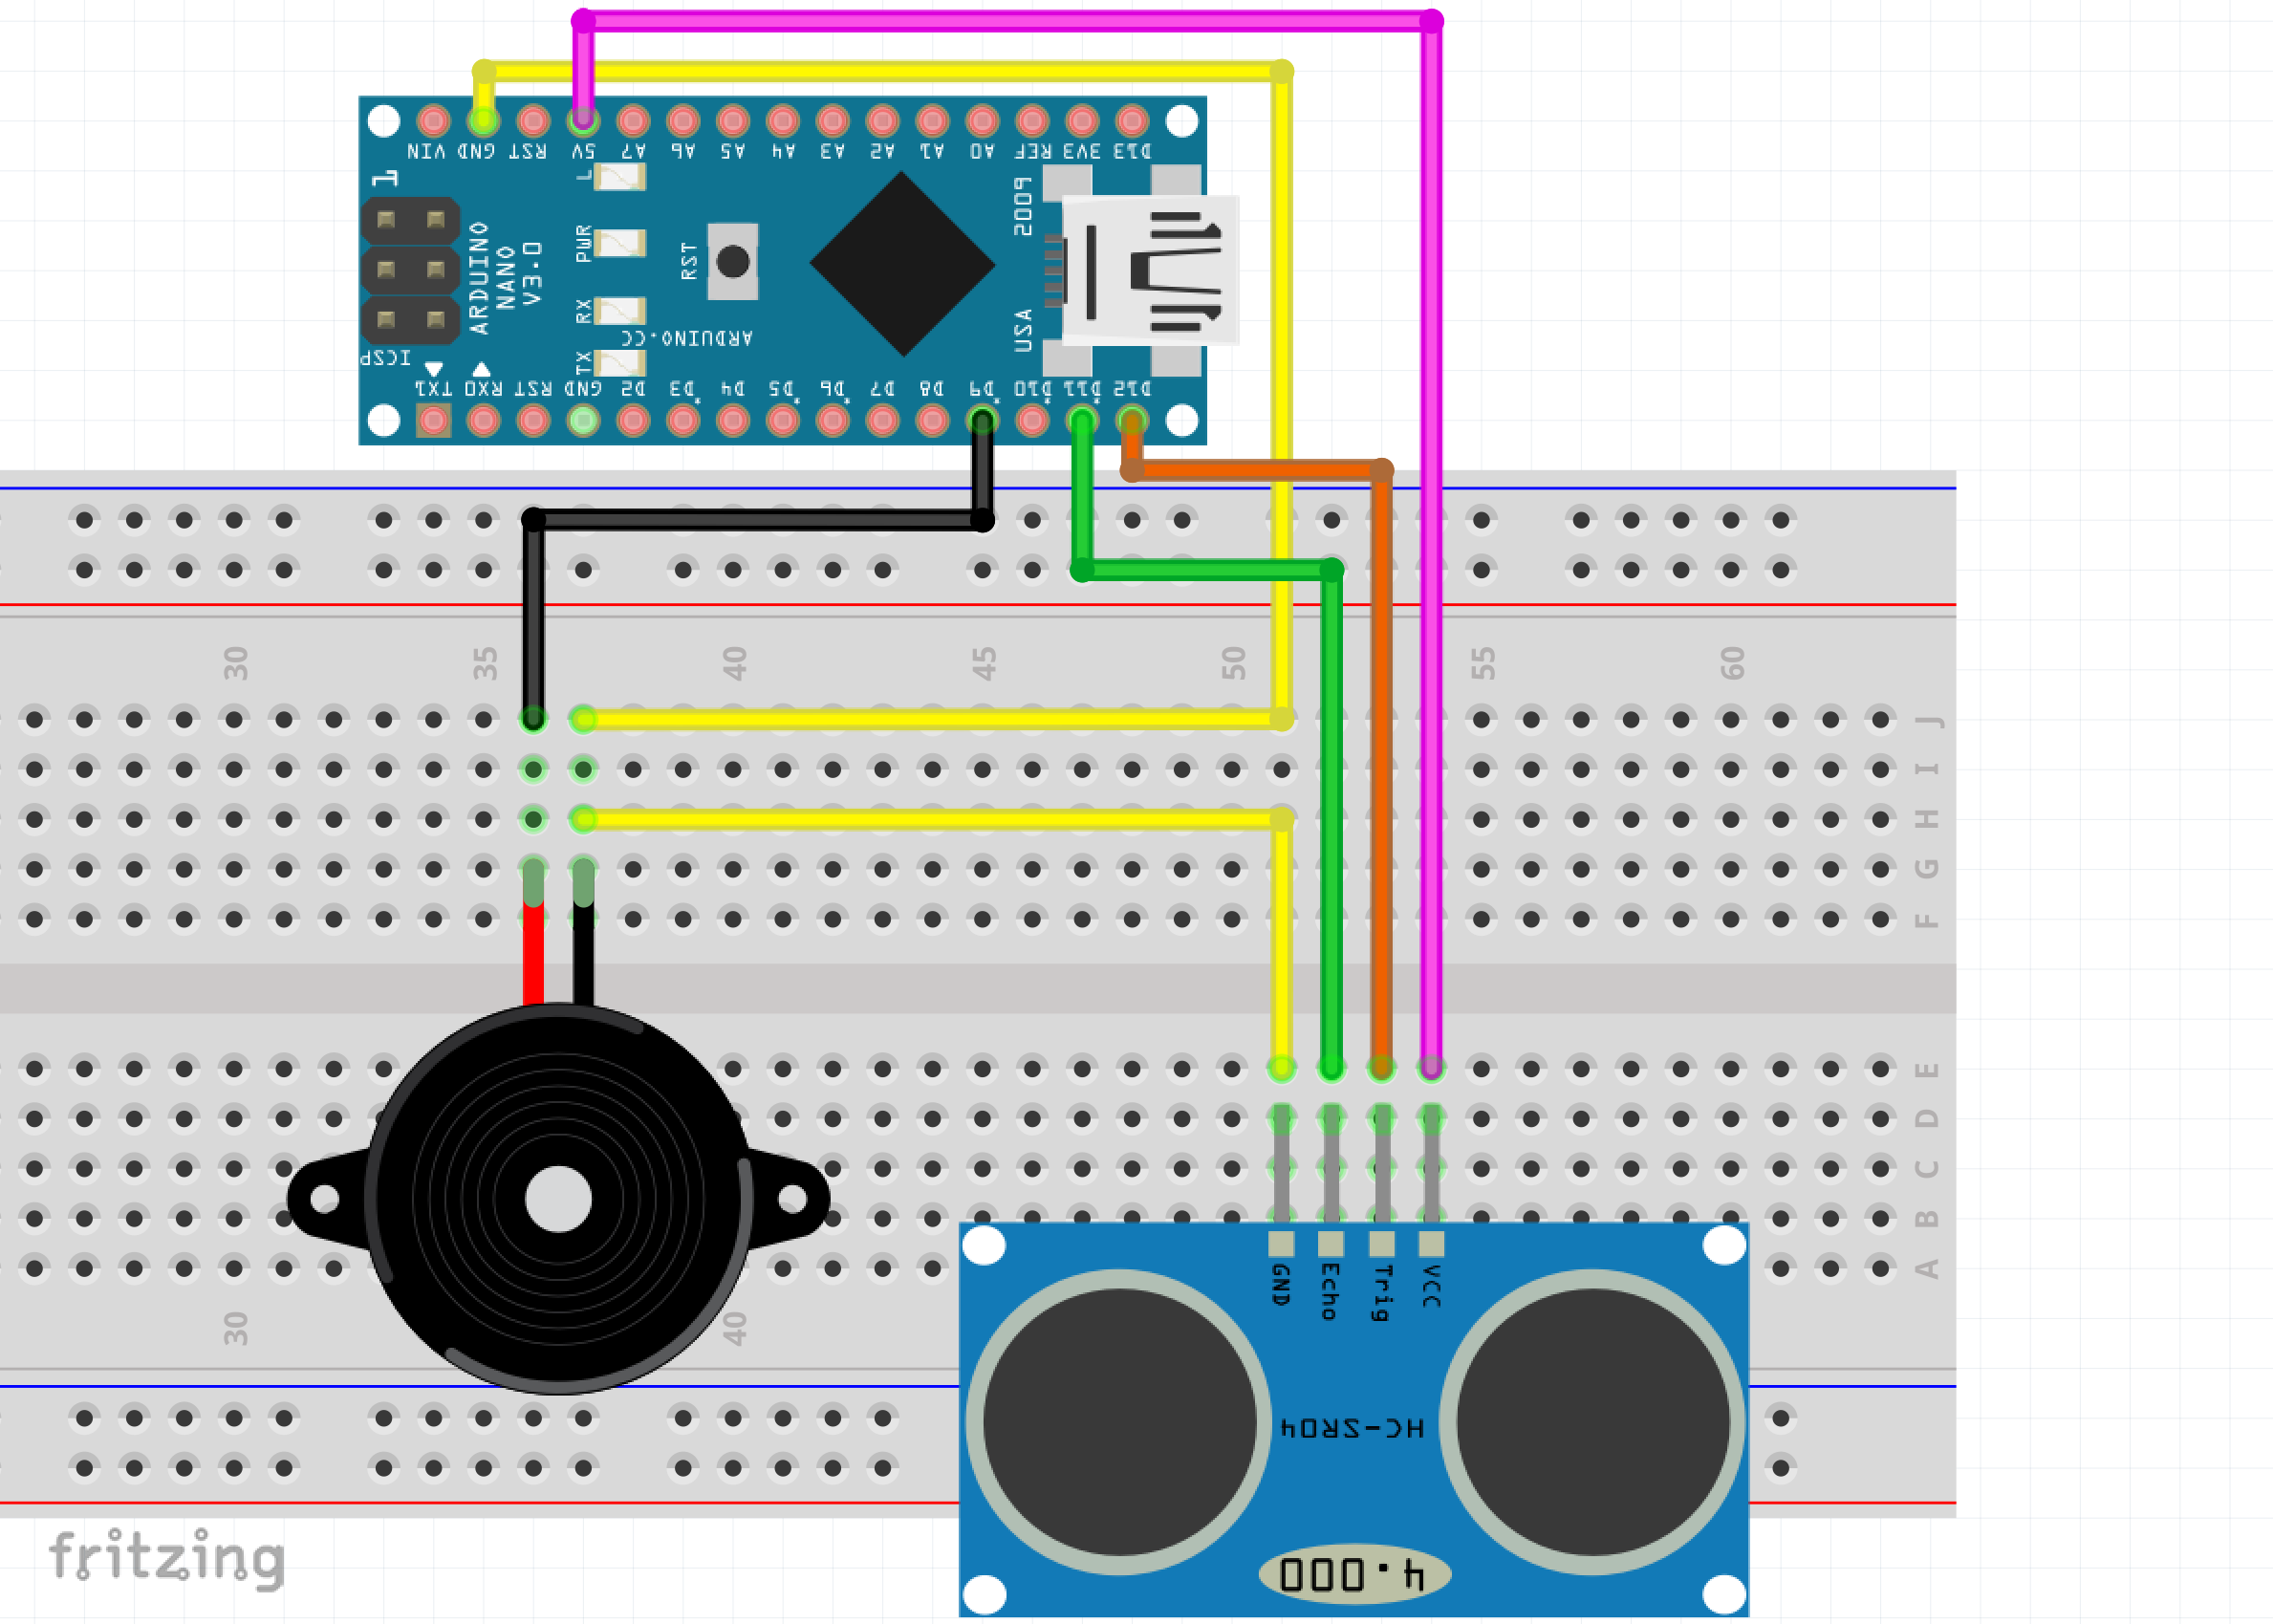 VIN GND RST 5V A7 A6 A5 A4 A3 A2 A1 A0 REF 3V3 D13
1
L
PWR
RX
TX
ARDUINO
NANO
V3.0
RST
ARDUINO.CC
2009
USA
ICSP
TX1 RX0 RST GND D2 D3* D4 D5* D6* D7 D8 D9* D10* D11* D12
30 35 40 45 50 55 60
J
I
H
G
F
E
D
C
B
A
GND Echo Trig VCC
30 40
HC-SR04
4.000
fritzing